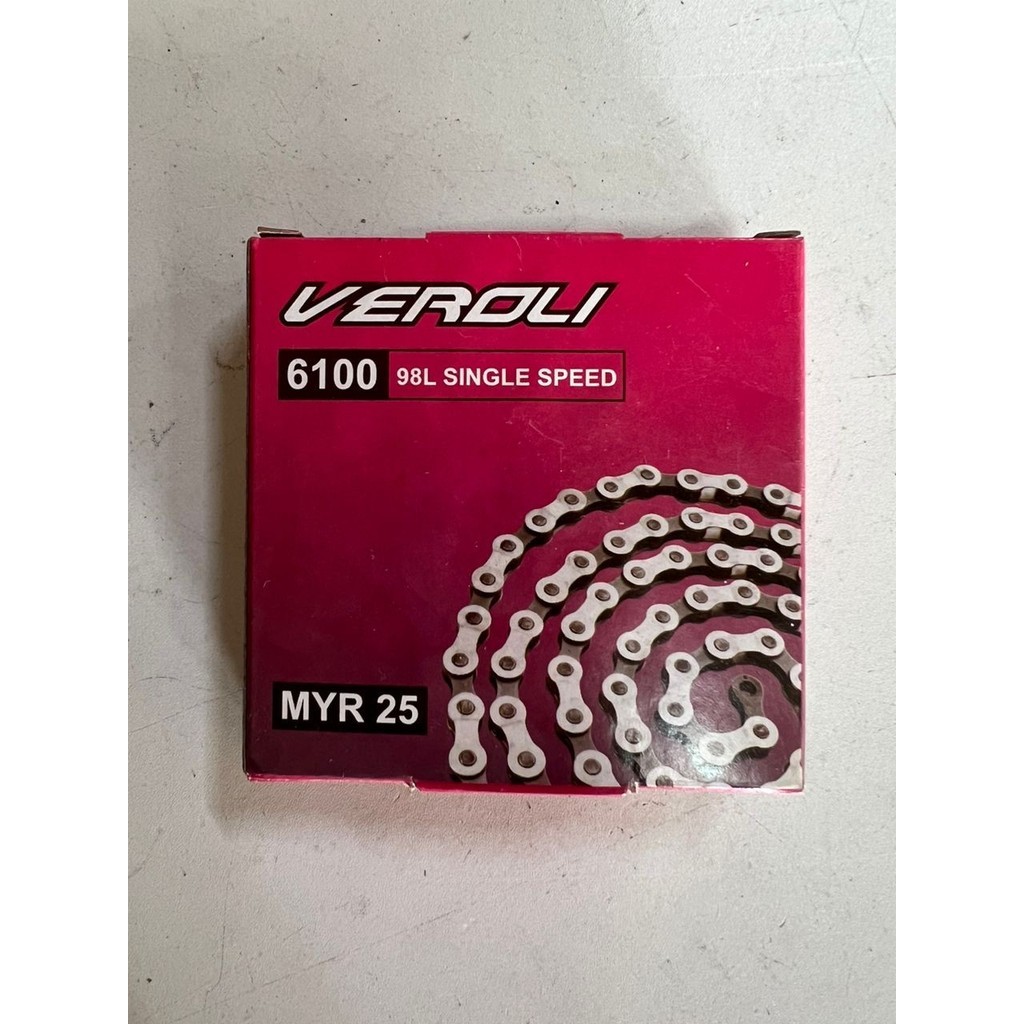 VEROLI
6100 98L SINGLE SPEED
MYR 25